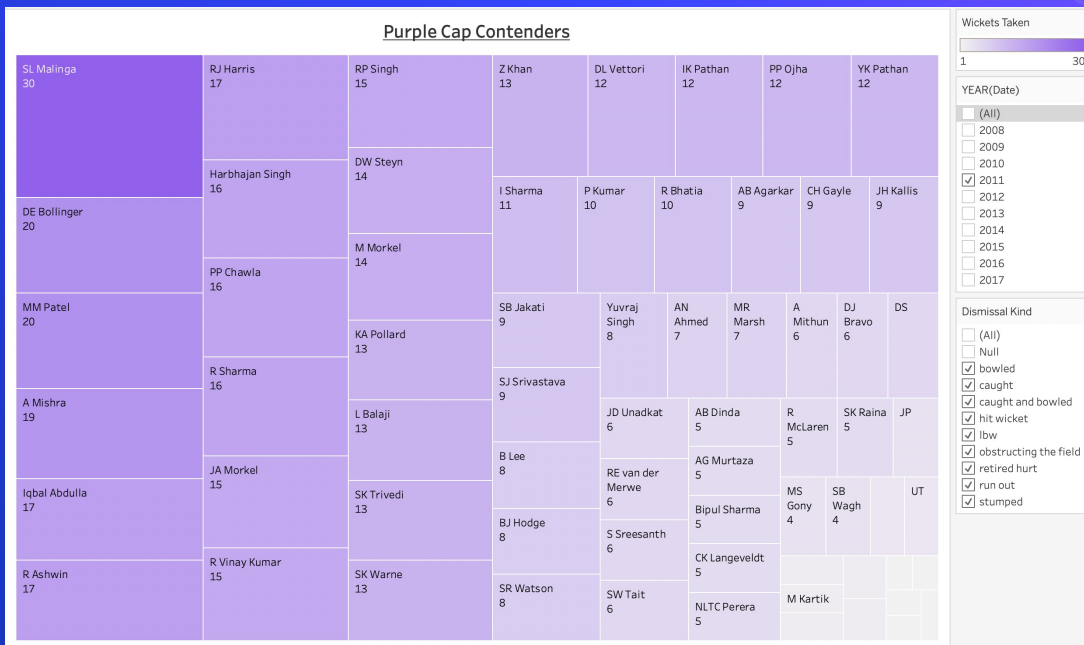 Purple Cap Contenders
SL Malinga
30
DE Bollinger
20
MM Patel
20
A Mishra
19
Iqbal Abdulla
17
R Ashwin
17
RJ Harris
17
Harbhajan Singh
16
PP Chawla
16
R Sharma
16
JA Morkel
15
R Vinay Kumar
15
RP Singh
15
DW Steyn
14
M Morkel
14
KA Pollard
13
L Balaji
13
SK Trivedi
13
SK Warne
13
Z Khan
13
DL Vettori
12
IK Pathan
12
PP Ojha
12
YK Pathan
12
I Sharma
11
P Kumar
10
R Bhatia
10
AB Agarkar
9
CH Gayle
9
JH Kallis
9
SB Jakati
9
SJ Srivastava
9
B Lee
8
BJ Hodge
8
SR Watson
8
Yuvraj
Singh
8
AN
Ahmed
7
MR
Marsh
7
A
Mithun
6
DJ
Bravo
6
DS
JD Unadkat
6
RE van der
Merwe
6
S Sreesanth
6
SW Tait
6
AB Dinda
5
AG Murtaza
5
Bipul Sharma
5
CK Langeveldt
5
NLTC Perera
5
R
McLaren
5
SK Raina
5
JP
MS
Gony
4
SB
Wagh
4
UT
M Kartik
Wickets Taken
1
30
YEAR(Date)
(All)
2008
2009
2010
2011
2012
2013
2014
2015
2016
2017
Dismissal Kind
(All)
Null
bowled
caught
caught and bowled
hit wicket
lbw
obstructing the field
retired hurt
run out
stumped